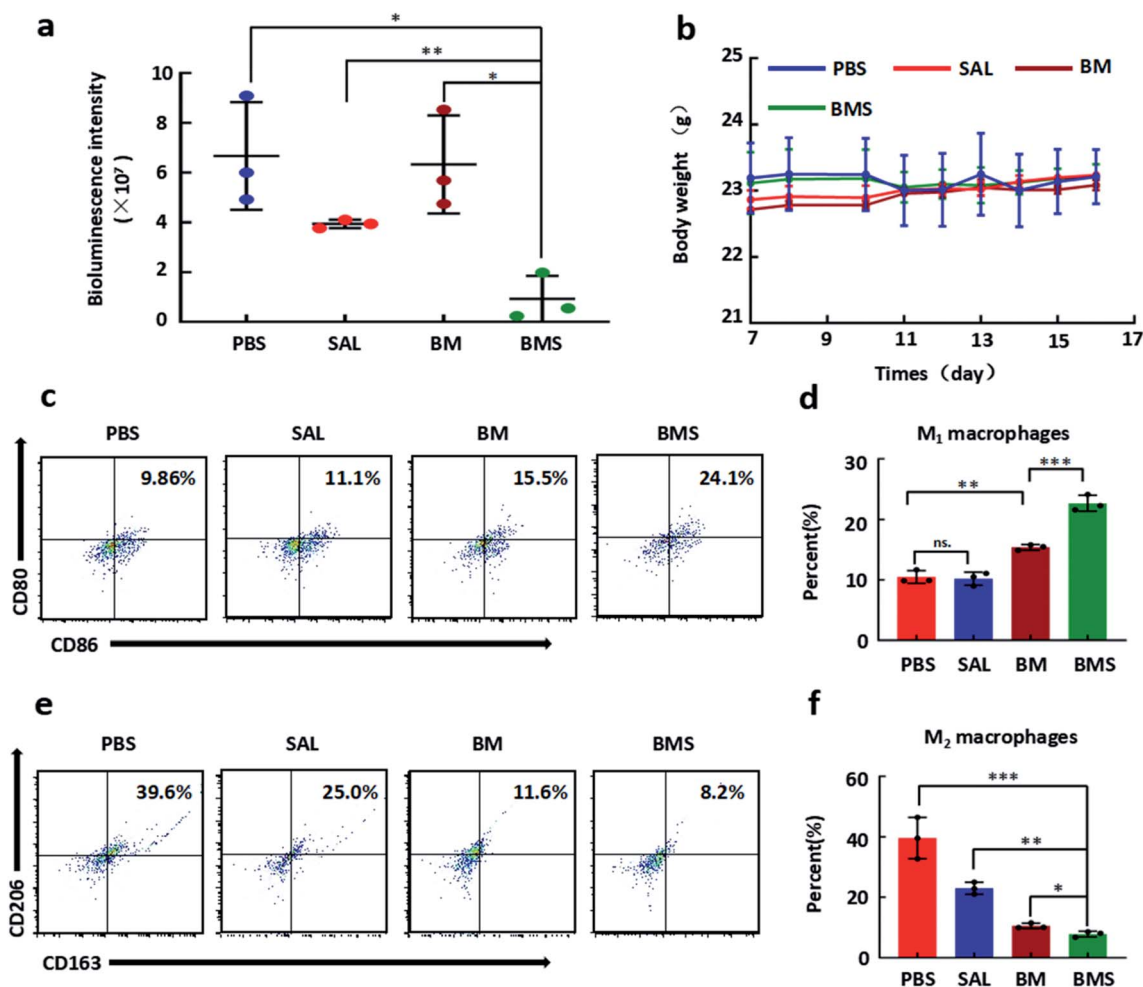 a
*
**
*
Bioluminescence intensity
(×10⁷)
10
8
6
4
2
0
PBS SAL BM BMS
b
PBS SAL BM
BMS
Body weight（g）
25
24
23
22
21
7 9 11 13 15 17
Times（day）
c
PBS SAL BM BMS
9.86% 11.1% 15.5% 24.1%
CD80
CD86
d
M₁ macrophages
***
**
ns.
Percent(%)
30
20
10
0
PBS SAL BM BMS
e
PBS SAL BM BMS
39.6% 25.0% 11.6% 8.2%
CD206
CD163
f
M₂ macrophages
***
**
*
Percent(%)
60
40
20
0
PBS SAL BM BMS